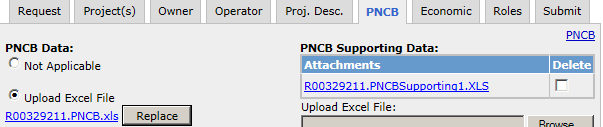 Request Project(s) Owner Operator Proj. Desc. PNCB Economic Roles Submit
PNCB
PNCB Data:
Not Applicable
Upload Excel File
R00329211.PNCB.xls Replace
PNCB Supporting Data:
Attachments Delete
R00329211.PNCBSupporting1.XLS
Upload Excel File:
Browse...